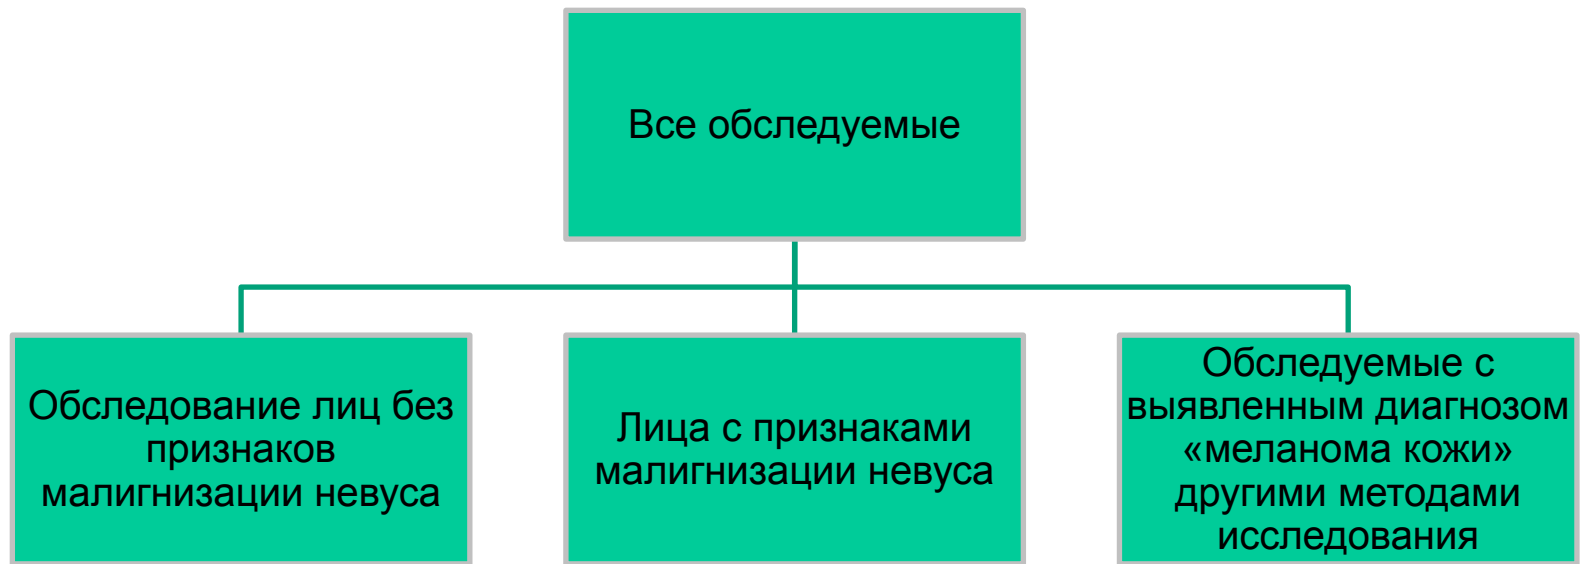 Все обследуемые
Обследование лиц без
признаков
малигнизации невуса
Лица с признаками
малигнизации невуса
Обследуемые с
выявленным диагнозом
«меланома кожи»
другими методами
исследования